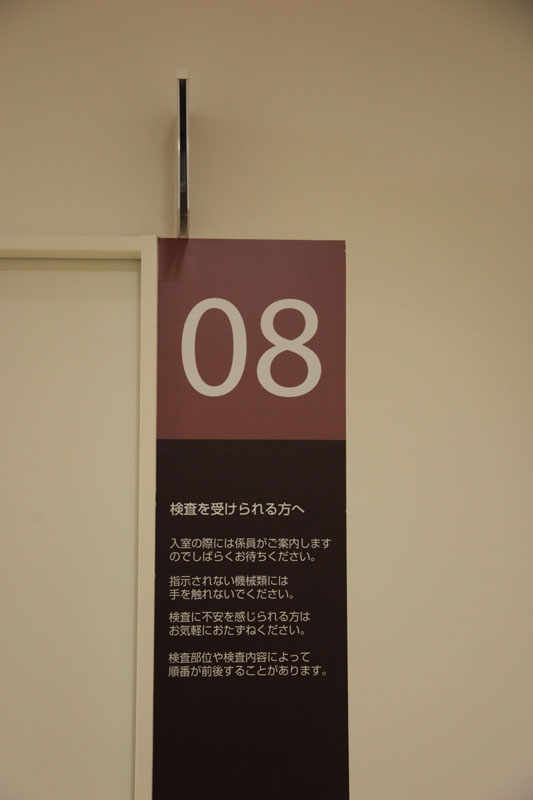 08
検査を受けられる方へ
入室の際には係員がご案内します
のでしばらくお待ちください。
指示されない機械類には
手を触れないでください。
検査に不安を感じられる方は
お気軽におたずねください。
検査部位や検査内容によって
順番が前後することがあります。